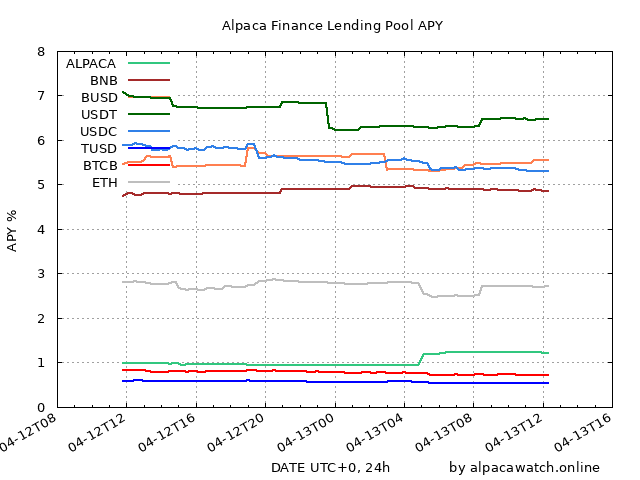 Alpaca Finance Lending Pool APY
APY %
8
7
6
5
4
3
2
1
0
ALPACA
BNB
BUSD
USDT
USDC
TUSD
BTCB
ETH
04-12T08
04-12T12
04-12T16
04-12T20
04-13T00
04-13T04
04-13T08
04-13T12
04-13T16
DATE UTC+0, 24h
by alpacawatch.online